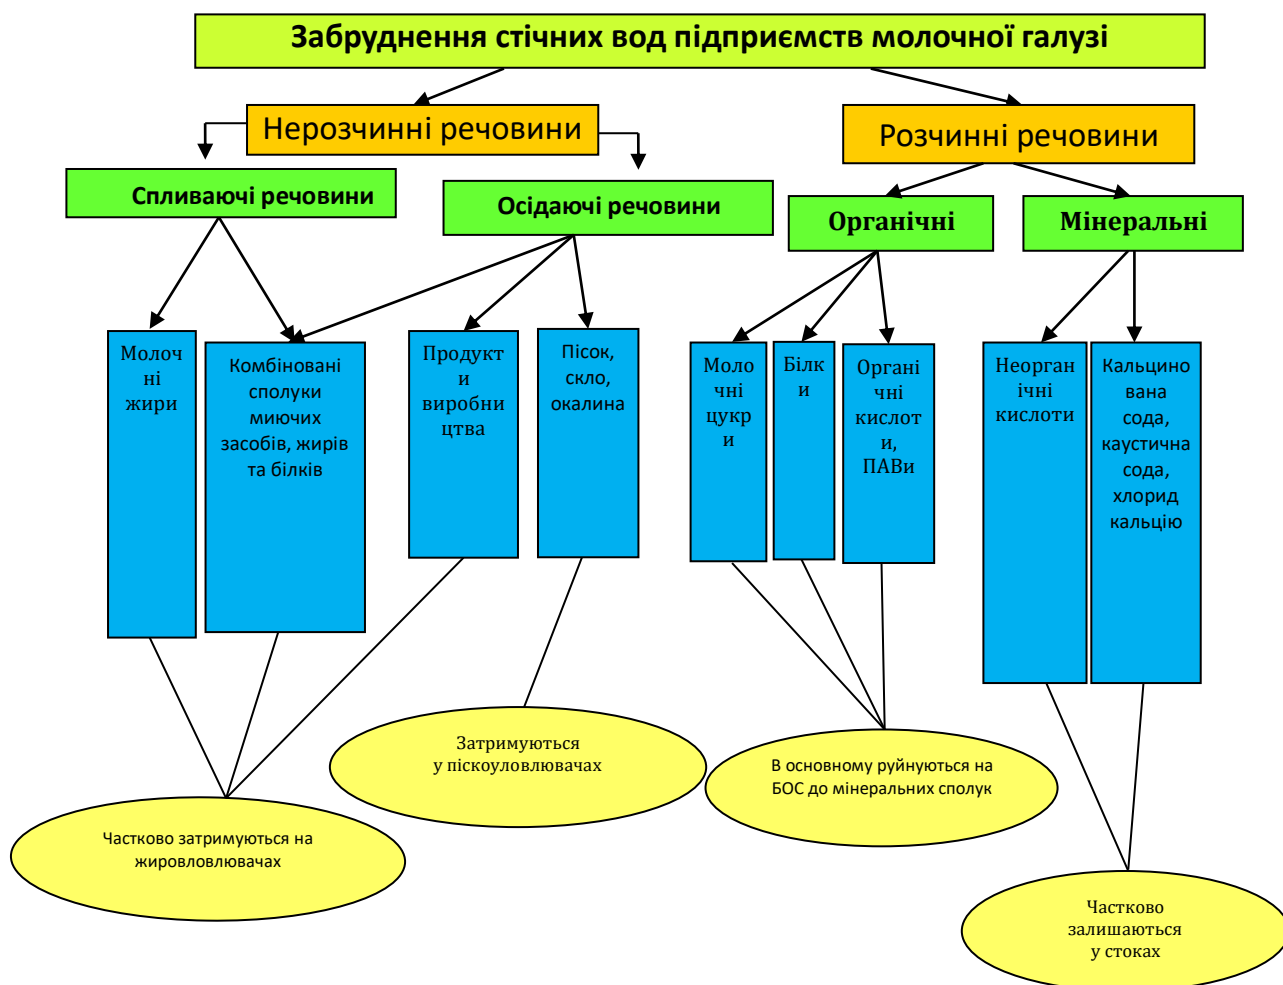 Забруднення стічних вод підприємств молочної галузі
Нерозчинні речовини
Розчинні речовини
Спливаючі речовини
Осідаючі речовини
Органічні
Мінеральні
Молоч
ні
жири
Комбіновані
сполуки
миючих
засобів, жирів
та білків
Продукт
и
виробни
цтва
Пісок,
скло,
окалина
Моло
чні
цукр
и
Білк
и
Органі
чні
кислот
и,
ПАВи
Неорган
ічні
кислоти
Кальцино
вана
сода,
каустична
сода,
хлорид
кальцію
Частково затримуються на
жировловлювачах
Затримуються
у піскоуловлювачах
В основному руйнуються на
БОС до мінеральних сполук
Частково
залишаються
у стоках